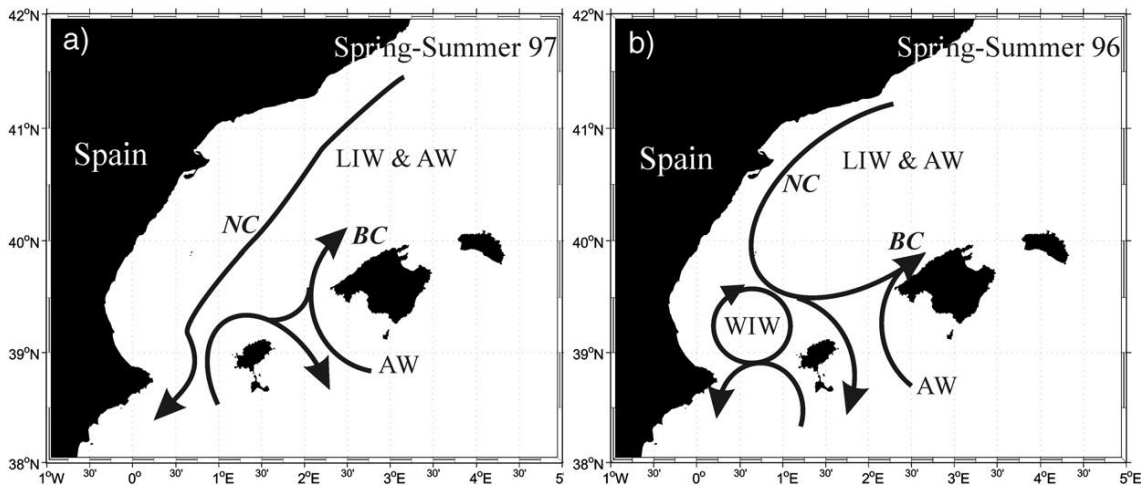 a)
Spring-Summer 97
Spain
LIW & AW
NC
BC
AW
42°N
41°N
40°N
39°N
38°N
1°W 30' 0° 30' 1°E 30' 2°E 30' 3°E 30' 4°E 30' 5
b)
Spring-Summer 96
Spain
LIW & AW
NC
BC
WIW
AW
42°N
41°N
40°N
39°N
38°N
1°W 30' 0° 30' 1°E 30' 2°E 30' 3°E 30' 4°E 30' 5°E